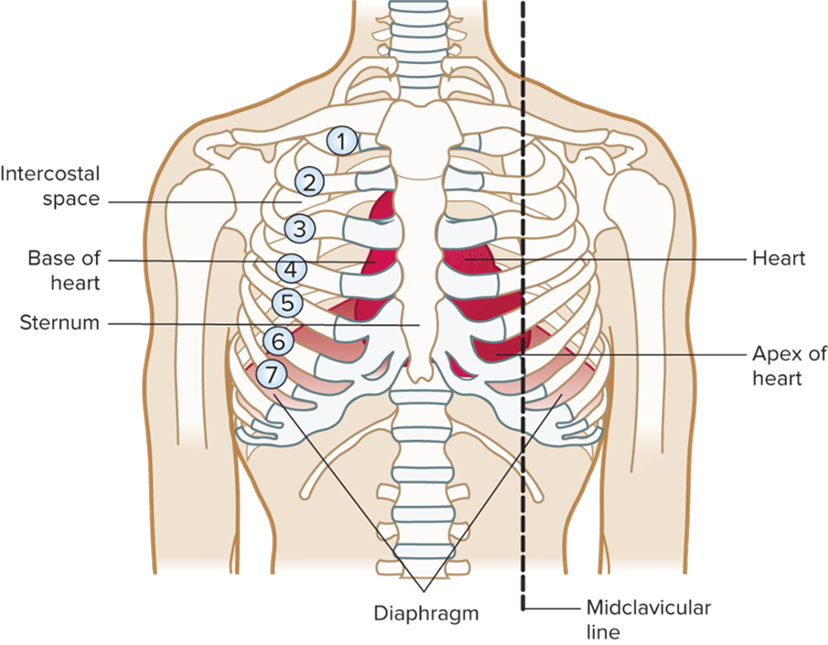 1
2
Intercostal
space
3
Base of
heart
Heart
4
5
Sternum
6
Apex of
heart
7
Diaphragm
Midclavicular
line